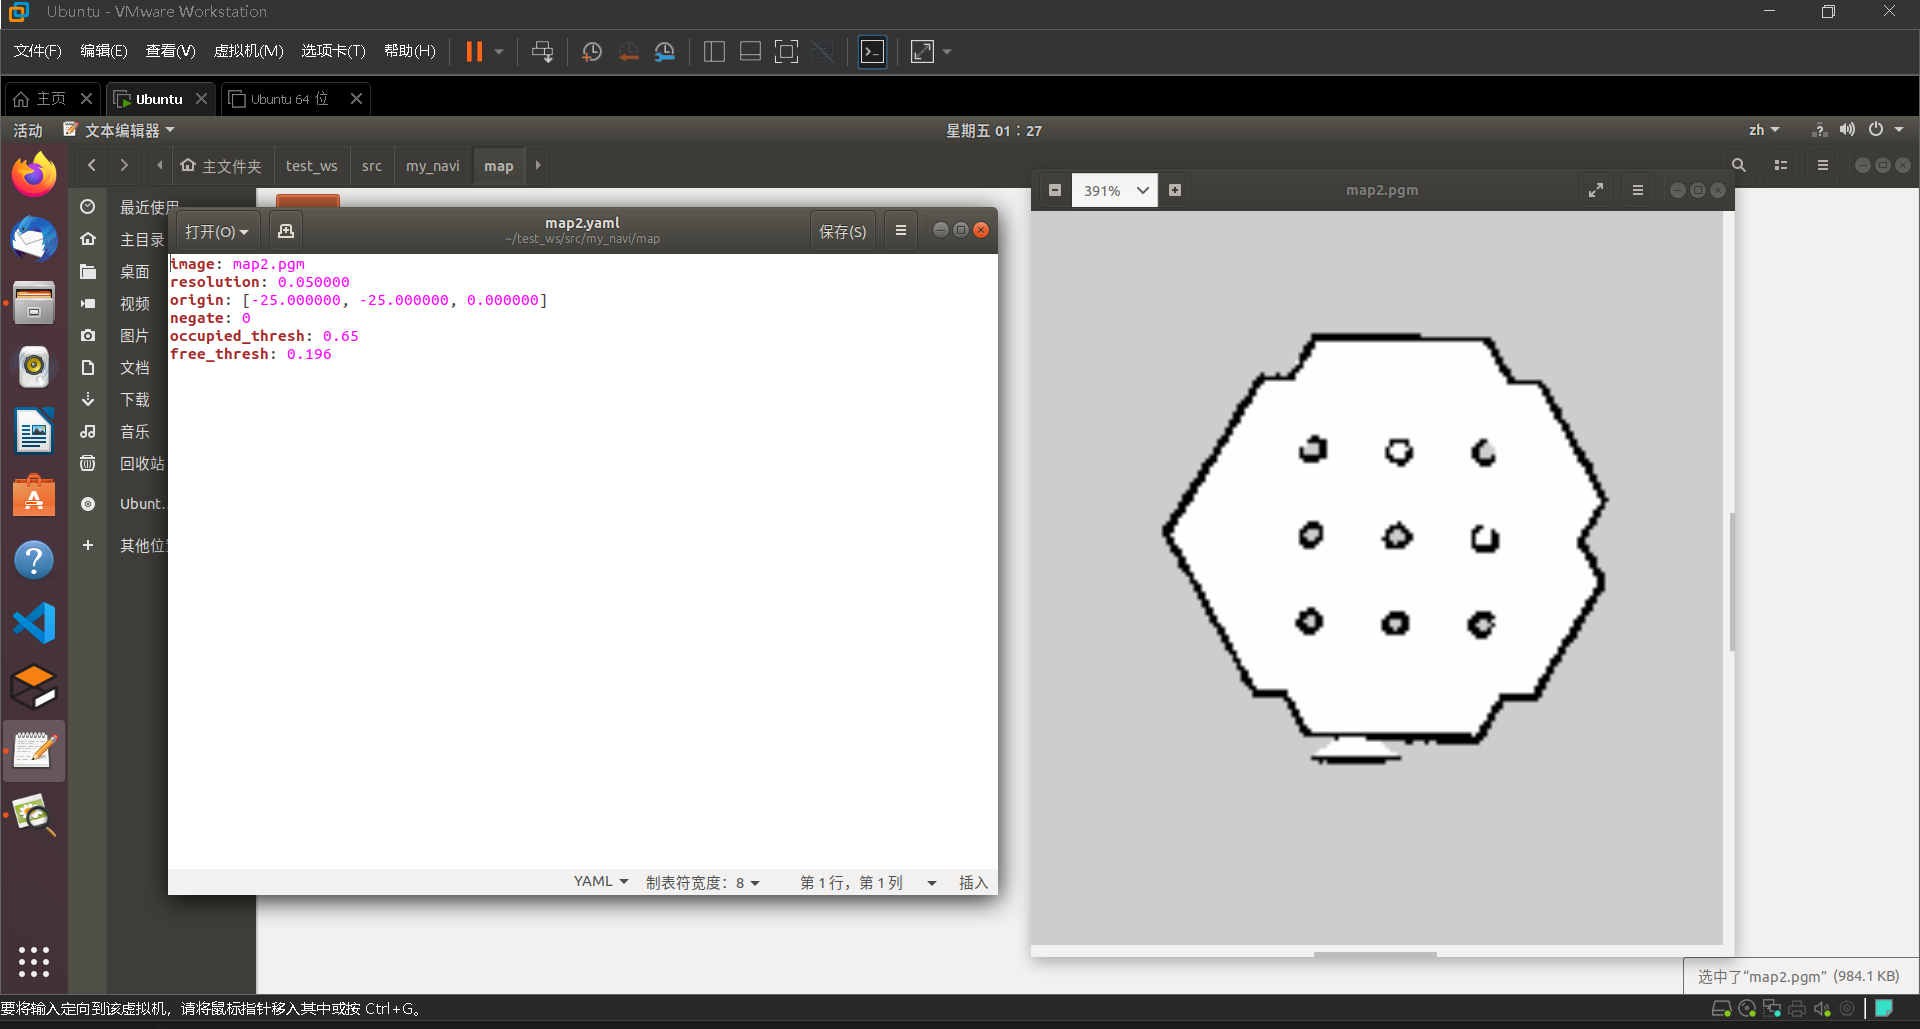 Ubuntu - VMware Workstation
文件(F) 编辑(E) 查看(V) 虚拟机(M) 选项卡(T) 帮助(H)
主页 Ubuntu Ubuntu 64 位
活动 文本编辑器 星期五 01：27 zh
主文件夹 test_ws src my_navi map
391% map2.pgm
最近使用
主目录
桌面
视频
图片
文档
下载
音乐
回收站
Ubunt…
其他位置
打开(O) map2.yaml 保存(S)
~/test_ws/src/my_navi/map
image: map2.pgm
resolution: 0.050000
origin: [-25.000000, -25.000000, 0.000000]
negate: 0
occupied_thresh: 0.65
free_thresh: 0.196
YAML 制表符宽度：8 第 1 行，第 1 列 插入
选中了“map2.pgm” (984.1 KB)
要将输入定向到该虚拟机，请将鼠标指针移入其中或按 Ctrl+G。